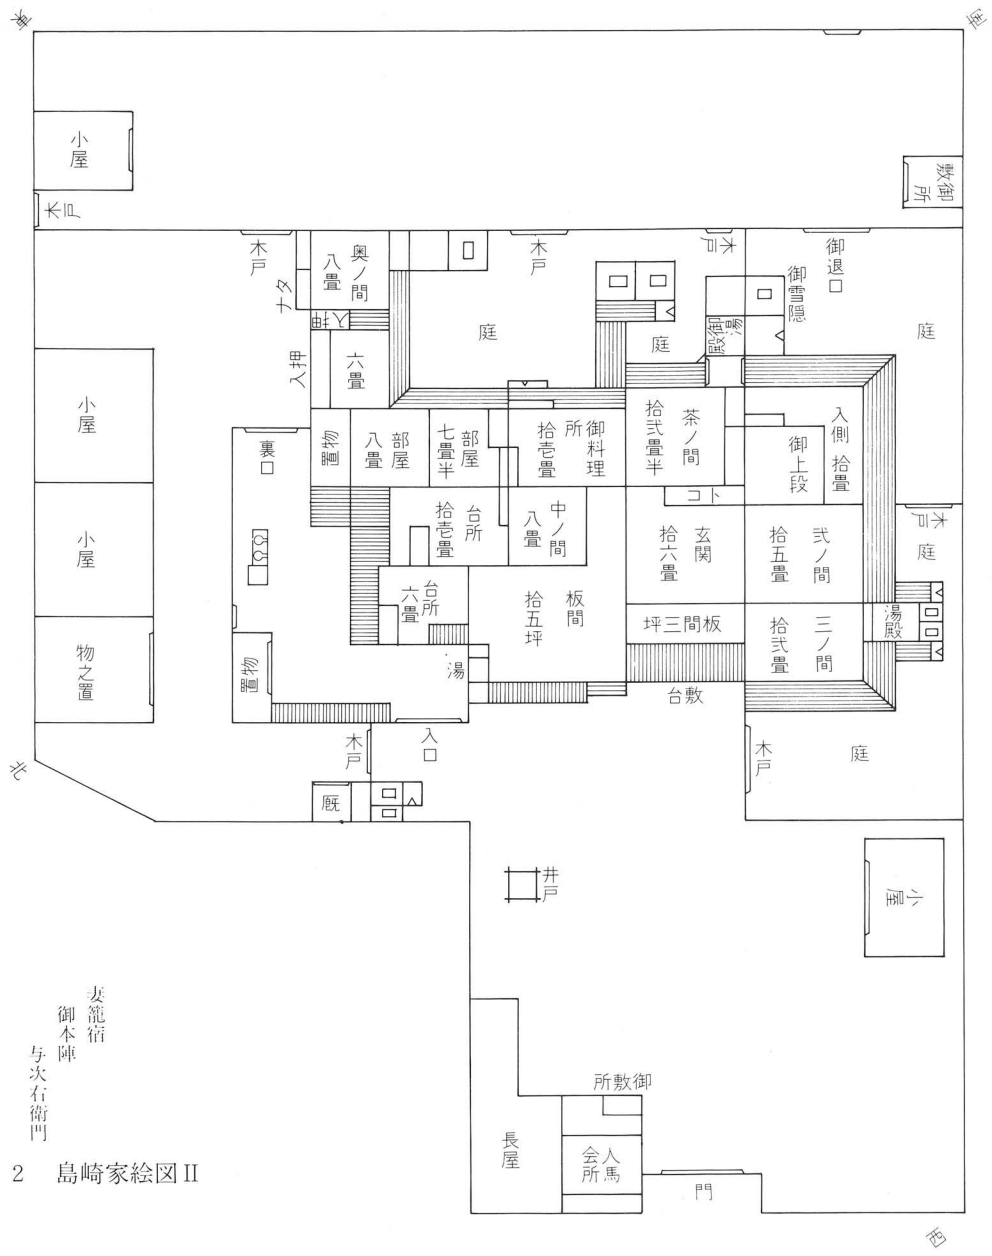 東
南
小屋
木戸
敷御所
木戸
奥ノ間
八畳
ナタ
入押
木戸
木戸
御退口
御雪隠
庭
庭
庭
御湯殿
入押
六畳
小屋
裏口
置物
部屋
八畳
部屋
七畳半
御料理所
拾壱畳
茶ノ間
拾弐畳半
入側 拾畳
御上段
コト
木戸
庭
小屋
台所
拾壱畳
中ノ間
八畳
玄関
拾六畳
弐ノ間
拾五畳
台所
六畳
板間
拾五坪
坪三間板
三ノ間
拾弐畳
湯殿
物之置
置物
湯
台敷
木戸
入口
木戸
庭
北
厩
井戸
小屋
妻籠宿
御本陣
与次右衛門
所敷御
長屋
人馬
会所
門
西
2 島崎家絵図Ⅱ